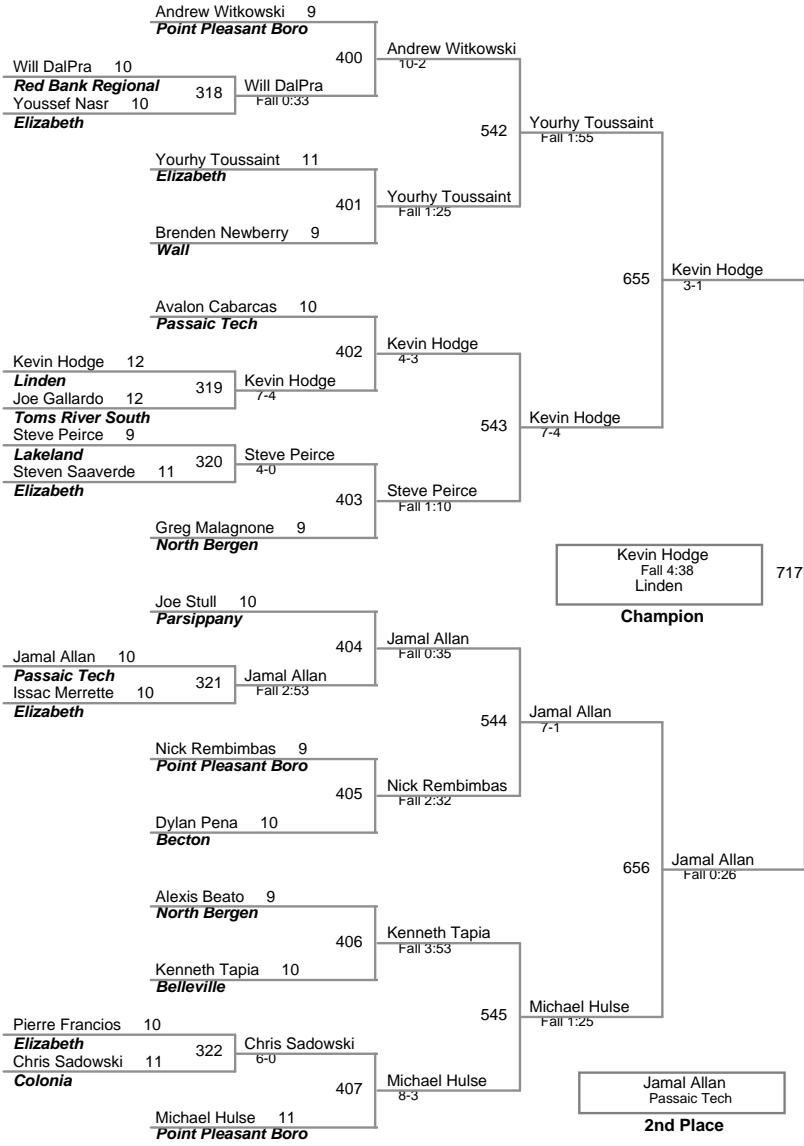 Andrew Witkowski 9
Point Pleasant Boro
400
Andrew Witkowski
10-2
Will DalPra 10
Red Bank Regional
318
Will DalPra
Fall 0:33
Youssef Nasr 10
Elizabeth
542
Yourhy Toussaint
Fall 1:55
Yourhy Toussaint 11
Elizabeth
401
Yourhy Toussaint
Fall 1:25
Brenden Newberry 9
Wall
655
Kevin Hodge
3-1
Avalon Cabarcas 10
Passaic Tech
402
Kevin Hodge
4-3
Kevin Hodge 12
Linden
319
Kevin Hodge
7-4
Joe Gallardo 12
Toms River South
543
Kevin Hodge
7-4
Steve Peirce 9
Lakeland
320
Steve Peirce
4-0
Steven Saaverde 11
Elizabeth
403
Steve Peirce
Fall 1:10
Greg Malagnone 9
North Bergen
Kevin Hodge
Fall 4:38
Linden
717
Champion
Joe Stull 10
Parsippany
404
Jamal Allan
Fall 0:35
Jamal Allan 10
Passaic Tech
321
Jamal Allan
Fall 2:53
Issac Merrette 10
Elizabeth
544
Jamal Allan
7-1
Nick Rembimbas 9
Point Pleasant Boro
405
Nick Rembimbas
Fall 2:32
Dylan Pena 10
Becton
656
Jamal Allan
Fall 0:26
Alexis Beato 9
North Bergen
406
Kenneth Tapia
Fall 3:53
Kenneth Tapia 10
Belleville
545
Michael Hulse
Fall 1:25
Pierre Francios 10
Elizabeth
322
Chris Sadowski
6-0
Chris Sadowski 11
Colonia
407
Michael Hulse
8-3
Michael Hulse 11
Point Pleasant Boro
Jamal Allan
Passaic Tech
2nd Place